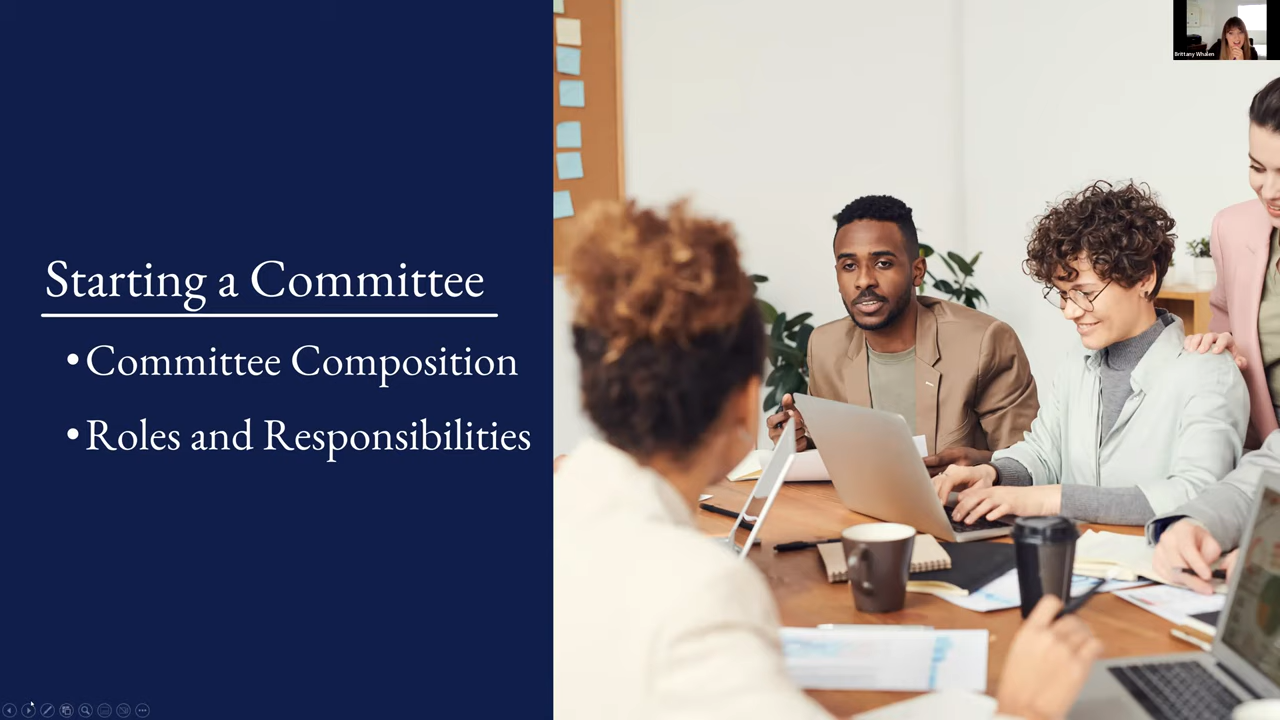 Brittany Whalen
Starting a Committee
• Committee Composition
• Roles and Responsibilities